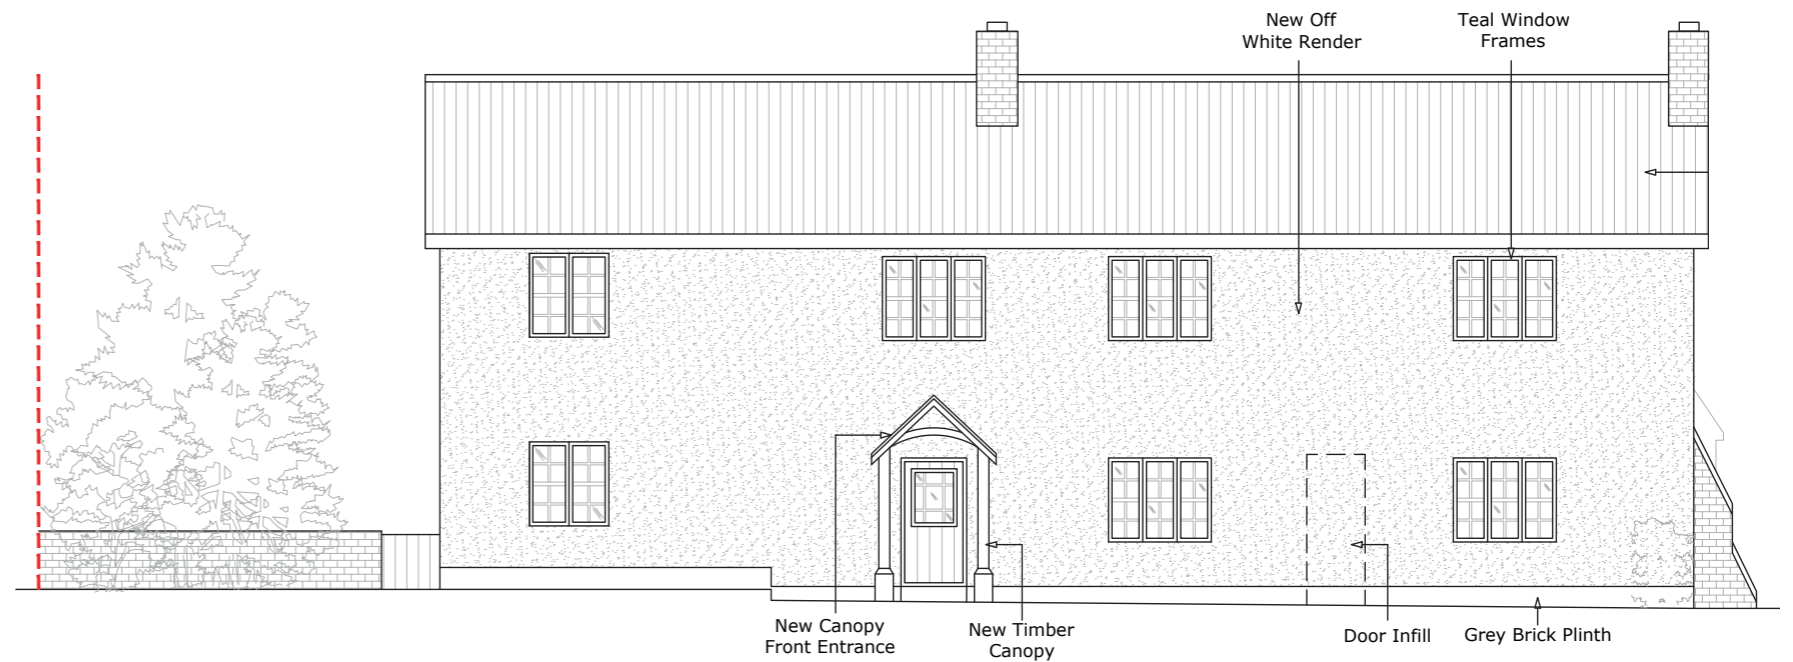 New Off
White Render
Teal Window
Frames
New Canopy
Front Entrance
New Timber
Canopy
Door Infill
Grey Brick Plinth